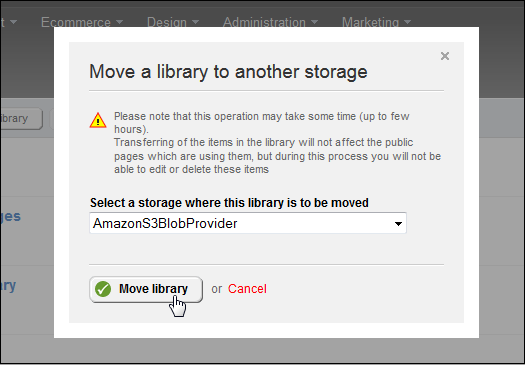 Ecommerce Design Administration Marketing
Move a library to another storage
Please note that this operation may take some time (up to few
hours).
Transferring of the items in the library will not affect the public
pages which are using them, but during this process you will not be
able to edit or delete these items
Select a storage where this library is to be moved
AmazonS3BlobProvider
Move library or Cancel